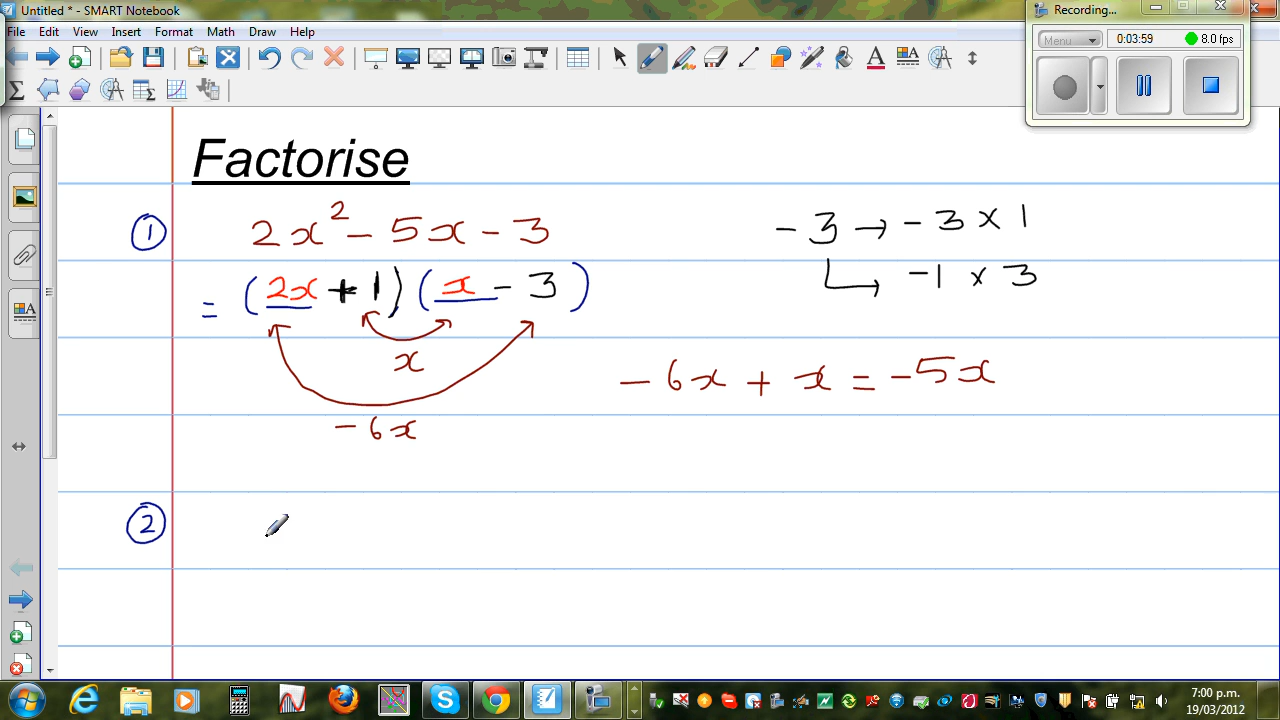 Untitled * - SMART Notebook
Recording...
File Edit View Insert Format Math Draw Help
Menu
00:03:59
8.0 fps
Factorise
① 2x² - 5x - 3
-3 → -3 × 1
↳ -1 × 3
= (2x + 1) (x - 3)
x
-6x + x = -5x
-6x
②
7:00 p.m.
19/03/2012